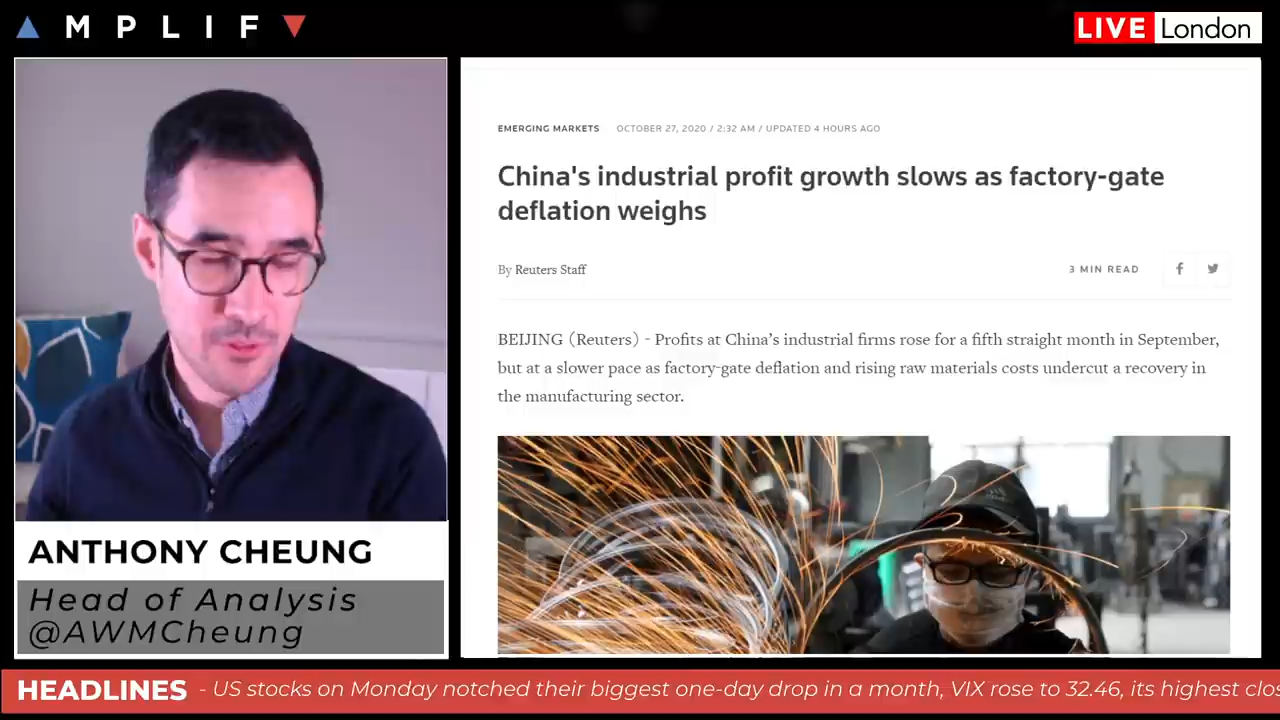 AMPLIFY
LIVE London
EMERGING MARKETS OCTOBER 27, 2020 / 2:32 AM / UPDATED 4 HOURS AGO
China's industrial profit growth slows as factory-gate
deflation weighs
By Reuters Staff
3 MIN READ
BEIJING (Reuters) - Profits at China’s industrial firms rose for a fifth straight month in September,
but at a slower pace as factory-gate deflation and rising raw materials costs undercut a recovery in
the manufacturing sector.
ANTHONY CHEUNG
Head of Analysis
@AWMCheung
HEADLINES - US stocks on Monday notched their biggest one-day drop in a month, VIX rose to 32.46, its highest